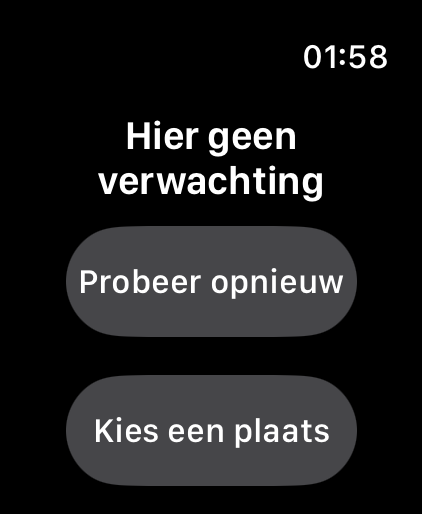 01:58
Hier geen
verwachting
Probeer opnieuw
Kies een plaats